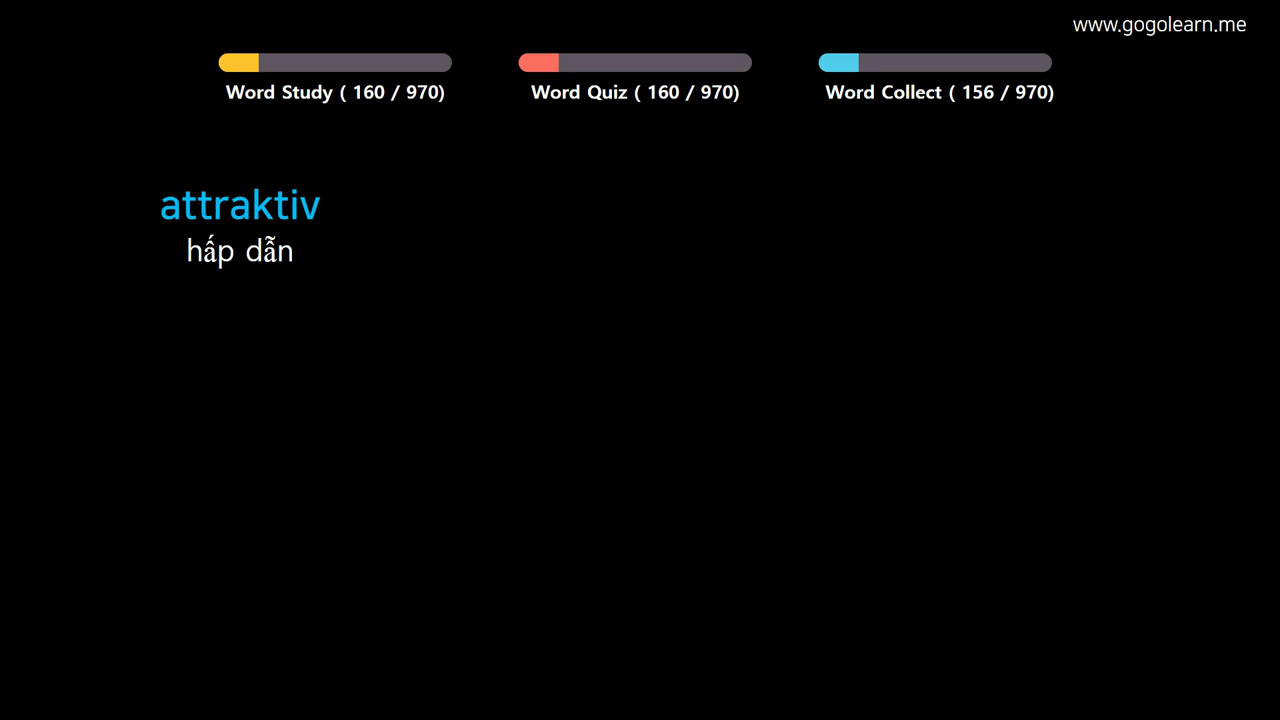 www.gogolearn.me
Word Study ( 160 / 970)
Word Quiz ( 160 / 970)
Word Collect ( 156 / 970)
attraktiv
hấp dẫn